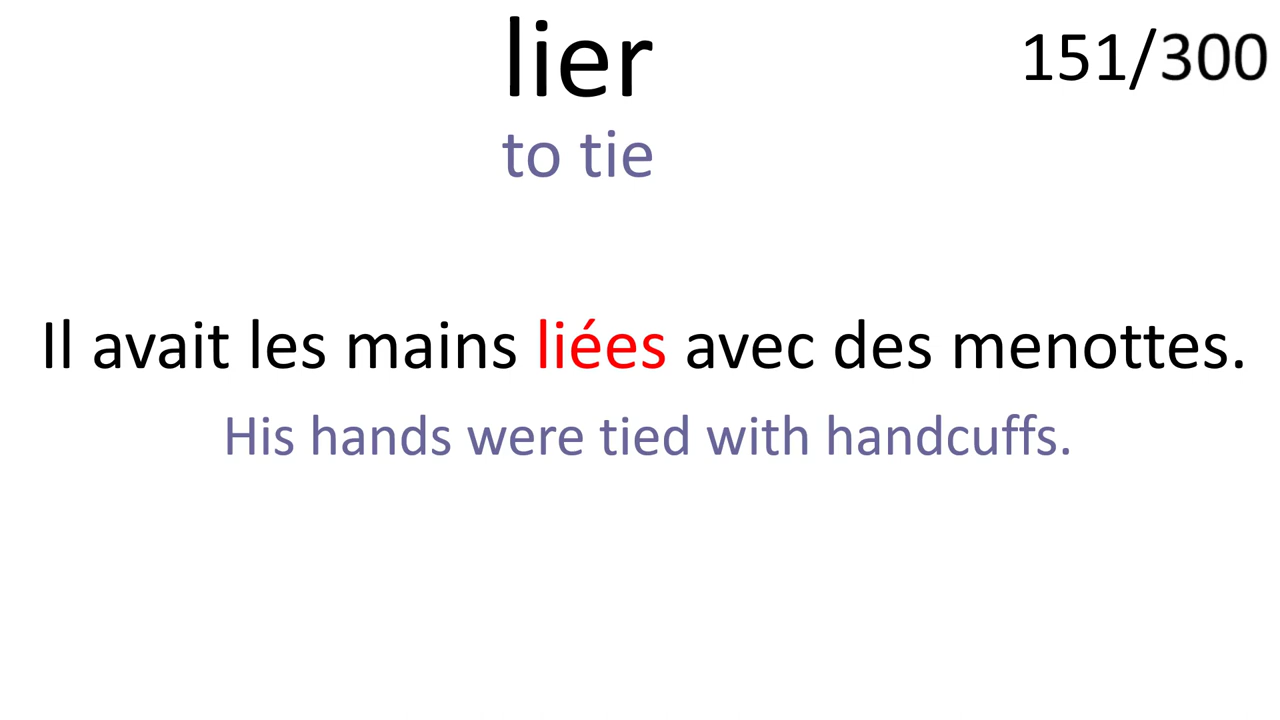 lier
151/300
to tie
Il avait les mains liées avec des menottes.
His hands were tied with handcuffs.